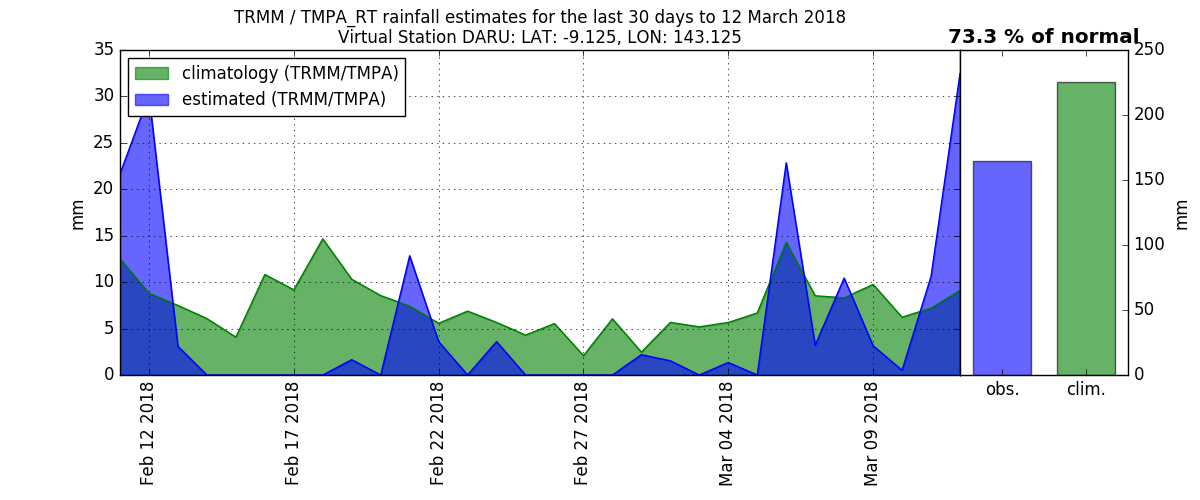 TRMM / TMPA_RT rainfall estimates for the last 30 days to 12 March 2018
Virtual Station DARU: LAT: -9.125, LON: 143.125
73.3 % of normal
climatology (TRMM/TMPA)
estimated (TRMM/TMPA)
35
30
25
20
15
10
5
0
mm
Feb 12 2018
Feb 17 2018
Feb 22 2018
Feb 27 2018
Mar 04 2018
Mar 09 2018
obs.
clim.
250
200
150
100
50
0
mm